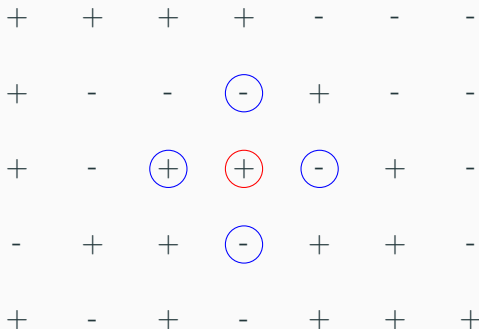 + + + + - - -
+ - - - + - -
+ - + + - + -
- + + - + + -
+ - + - + + +